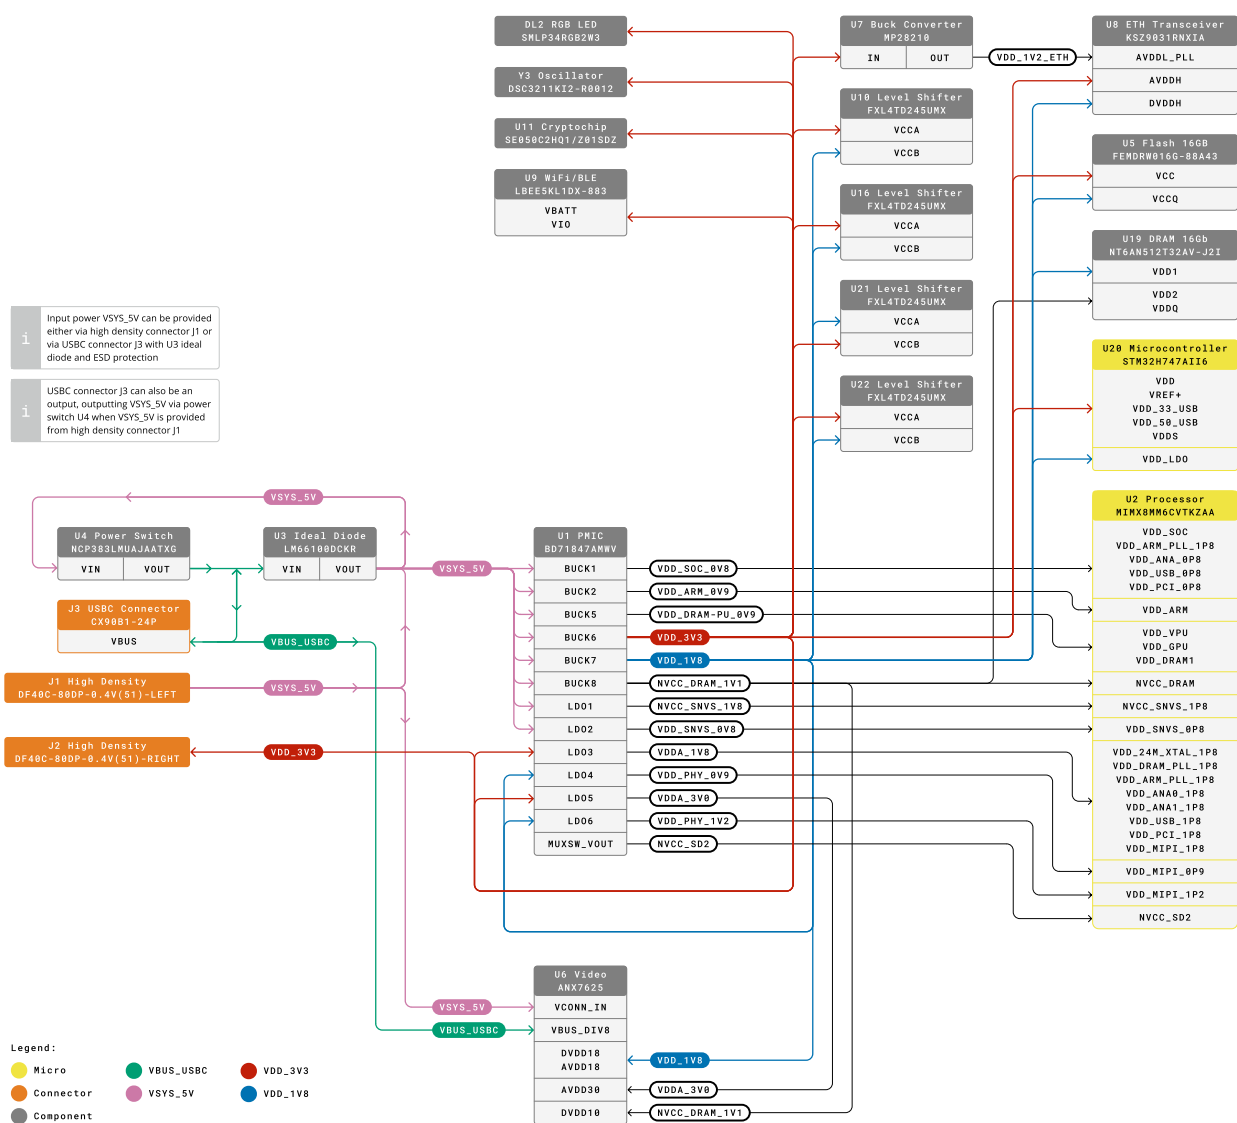 DL2 RGB LED
SMLP34RGB2W3
Y3 Oscillator
DSC3211KI2-R0012
U11 Cryptochip
SE050C2HQ1/Z01SDZ
U9 WiFi/BLE
LBEE5KL1DX-883
VBATT
VIO
U7 Buck Converter
MP28210
IN
OUT
VDD_1V2_ETH
U10 Level Shifter
FXL4TD245UMX
VCCA
VCCB
U16 Level Shifter
FXL4TD245UMX
VCCA
VCCB
U21 Level Shifter
FXL4TD245UMX
VCCA
VCCB
U22 Level Shifter
FXL4TD245UMX
VCCA
VCCB
U8 ETH Transceiver
KSZ9031RNXIA
AVDDL_PLL
AVDDH
DVDDH
U5 Flash 16GB
FEMDRW016G-88A43
VCC
VCCQ
U19 DRAM 16Gb
NT6AN512T32AV-J2I
VDD1
VDD2
VDDQ
U20 Microcontroller
STM32H747AII6
VDD
VREF+
VDD_33_USB
VDD_50_USB
VDDS
VDD_LDO
U2 Processor
MIMX8MM6CVTKZAA
VDD_SOC
VDD_ARM_PLL_1P8
VDD_ANA_0P8
VDD_USB_0P8
VDD_PCI_0P8
VDD_ARM
VDD_VPU
VDD_GPU
VDD_DRAM1
NVCC_DRAM
NVCC_SNVS_1P8
VDD_SNVS_0P8
VDD_24M_XTAL_1P8
VDD_DRAM_PLL_1P8
VDD_ARM_PLL_1P8
VDD_ANA0_1P8
VDD_ANA1_1P8
VDD_USB_1P8
VDD_PCI_1P8
VDD_MIPI_1P8
VDD_MIPI_0P9
VDD_MIPI_1P2
NVCC_SD2
i
Input power VSYS_5V can be provided
either via high density connector J1 or
via USBC connector J3 with U3 ideal
diode and ESD protection
i
USBC connector J3 can also be an
output, outputting VSYS_5V via power
switch U4 when VSYS_5V is provided
from high density connector J1
VSYS_5V
U4 Power Switch
NCP383LMUAJAATXG
VIN
VOUT
U3 Ideal Diode
LM66100DCKR
VIN
VOUT
VSYS_5V
J3 USBC Connector
CX90B1-24P
VBUS
VBUS_USBC
J1 High Density
DF40C-80DP-0.4V(51)-LEFT
VSYS_5V
J2 High Density
DF40C-80DP-0.4V(51)-RIGHT
VDD_3V3
U1 PMIC
BD71847AMWV
BUCK1
BUCK2
BUCK5
BUCK6
BUCK7
BUCK8
LDO1
LDO2
LDO3
LDO4
LDO5
LDO6
MUXSW_VOUT
VDD_SOC_0V8
VDD_ARM_0V9
VDD_DRAM-PU_0V9
VDD_3V3
VDD_1V8
NVCC_DRAM_1V1
NVCC_SNVS_1V8
VDD_SNVS_0V8
VDDA_1V8
VDD_PHY_0V9
VDDA_3V0
VDD_PHY_1V2
NVCC_SD2
U6 Video
ANX7625
VCONN_IN
VBUS_DIV8
DVDD18
AVDD18
AVDD30
DVDD10
VSYS_5V
VBUS_USBC
VDD_1V8
VDDA_3V0
NVCC_DRAM_1V1
Legend:
Micro
Connector
Component
VBUS_USBC
VSYS_5V
VDD_3V3
VDD_1V8